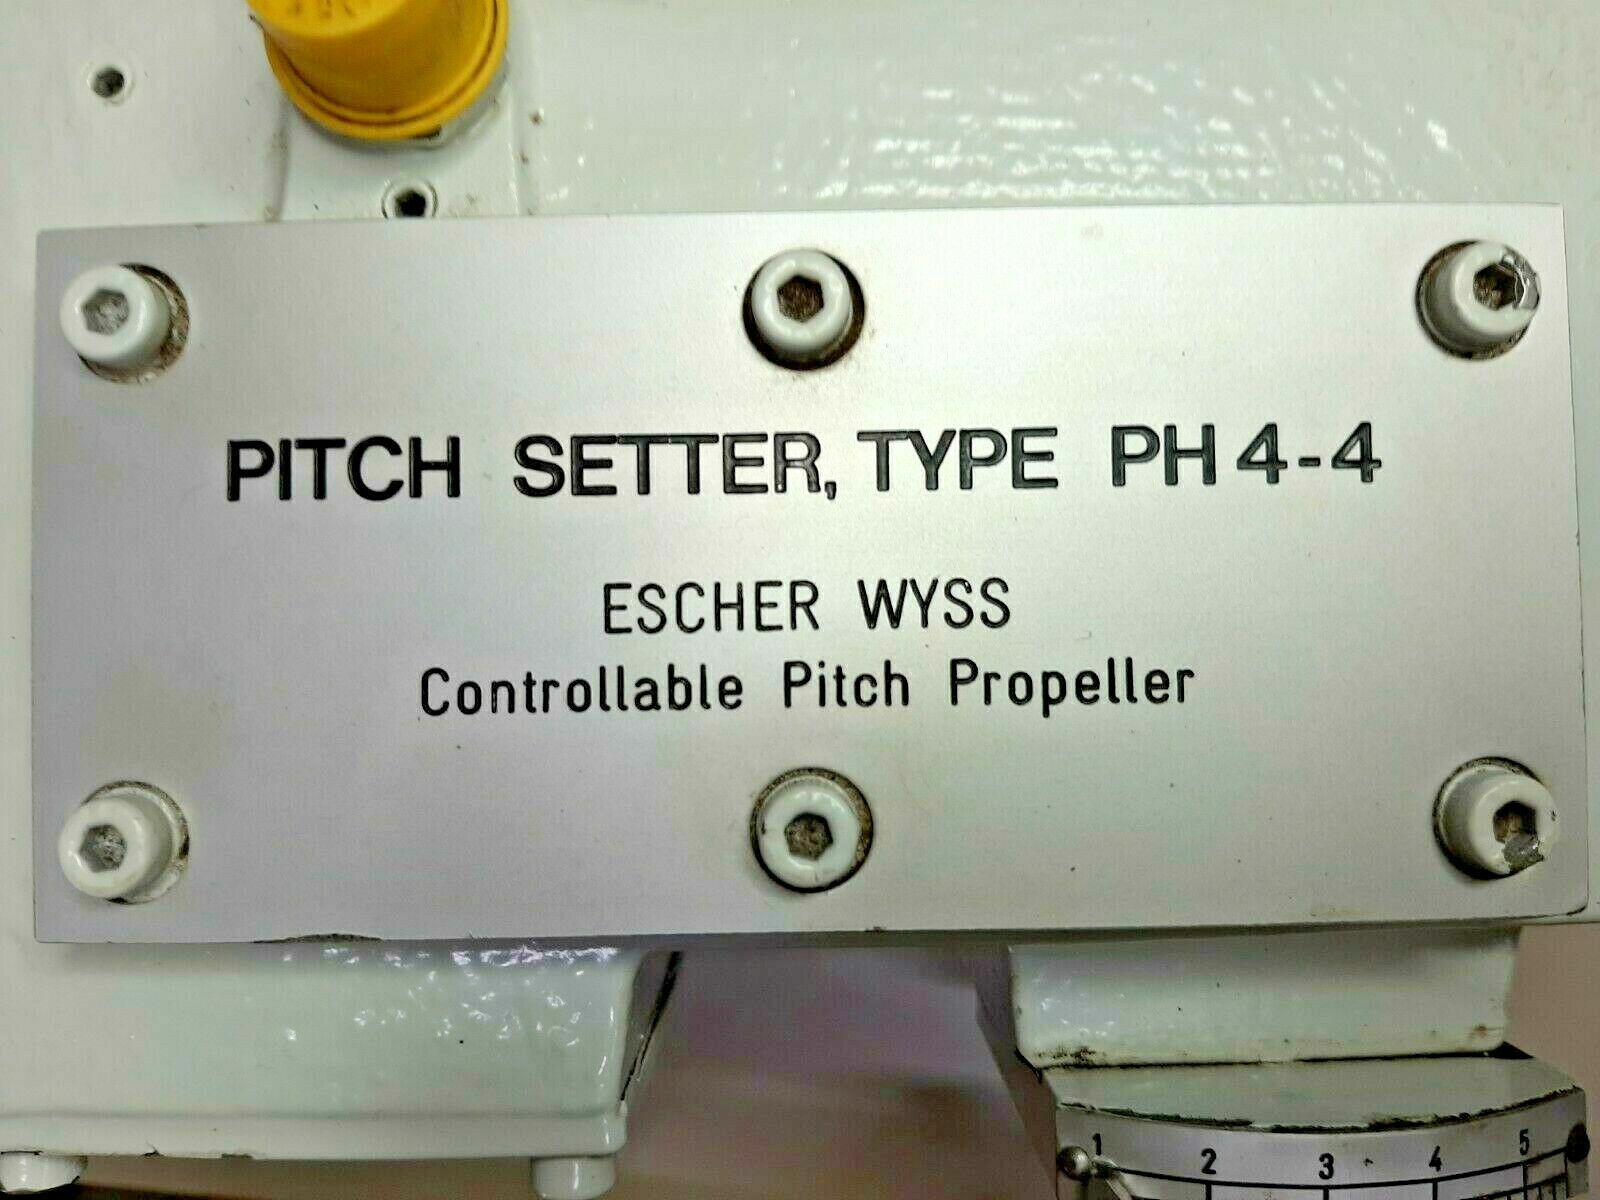 PITCH SETTER, TYPE PH 4-4
ESCHER WYSS
Controllable Pitch Propeller
1 2 3 4 5